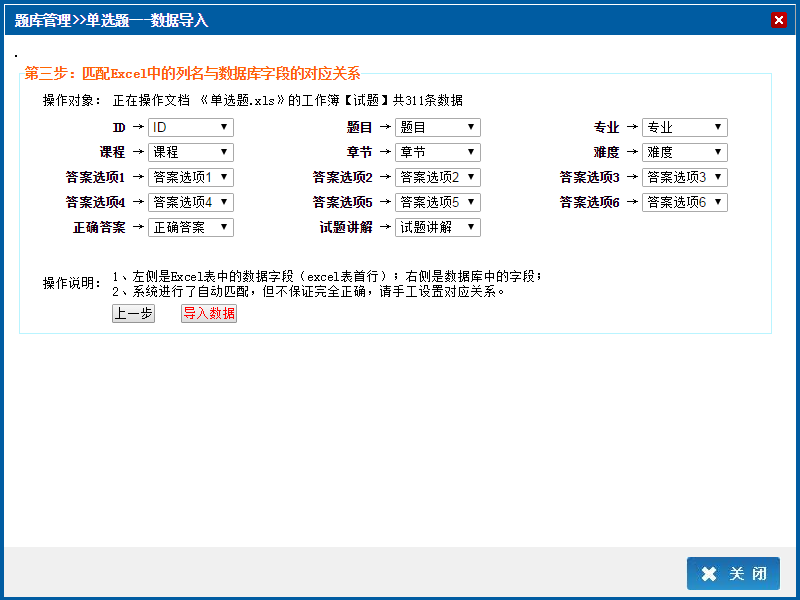 题库管理>>单选题---数据导入
.
第三步：匹配Excel中的列名与数据库字段的对应关系
操作对象： 正在操作文档 《单选题.xls》的工作簿【试题】共311条数据
ID → ID 题目 → 题目 专业 → 专业
课程 → 课程 章节 → 章节 难度 → 难度
答案选项1 → 答案选项1 答案选项2 → 答案选项2 答案选项3 → 答案选项3
答案选项4 → 答案选项4 答案选项5 → 答案选项5 答案选项6 → 答案选项6
正确答案 → 正确答案 试题讲解 → 试题讲解
操作说明：
1、左侧是Excel表中的数据字段（excel表首行）；右侧是数据库中的字段；
2、系统进行了自动匹配，但不保证完全正确，请手工设置对应关系。
上一步 导入数据
关 闭